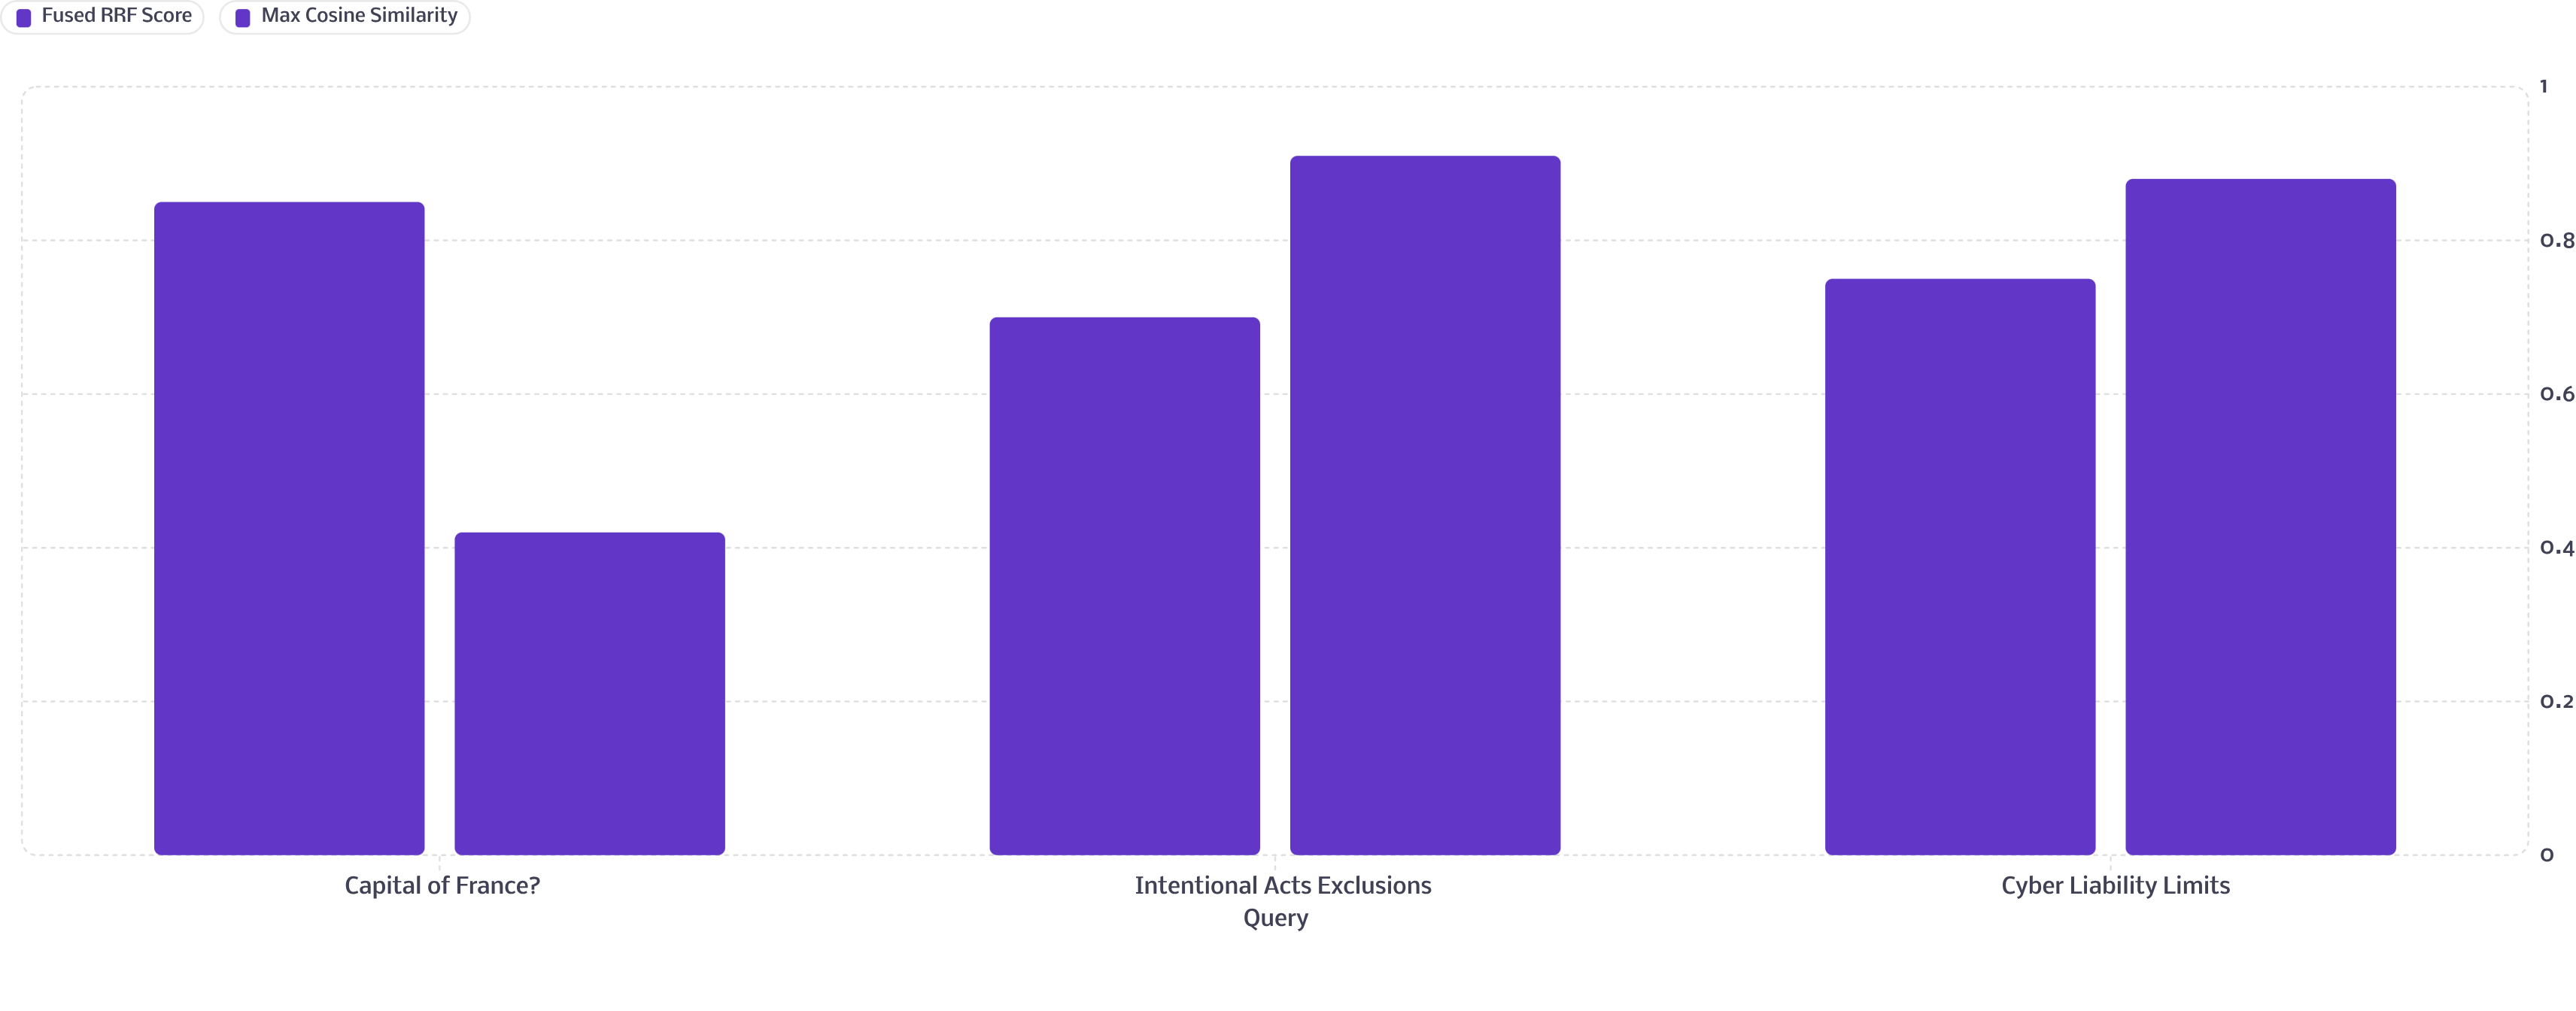 Fused RRF Score
Max Cosine Similarity
1
0.8
0.6
0.4
0.2
0
Capital of France?
Intentional Acts Exclusions
Cyber Liability Limits
Query